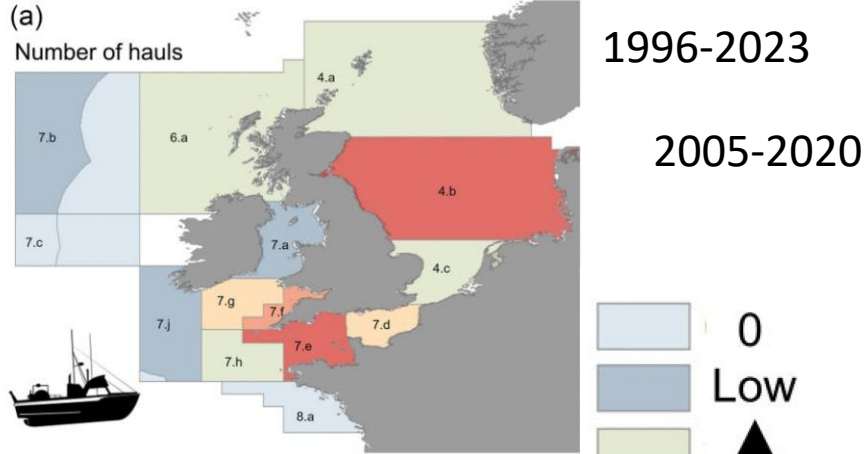 (a)
Number of hauls
1996-2023
2005-2020
4.a
7.b
6.a
4.b
7.c
7.a
4.c
7.g
7.f
7.j
7.d
7.e
7.h
8.a
0
Low